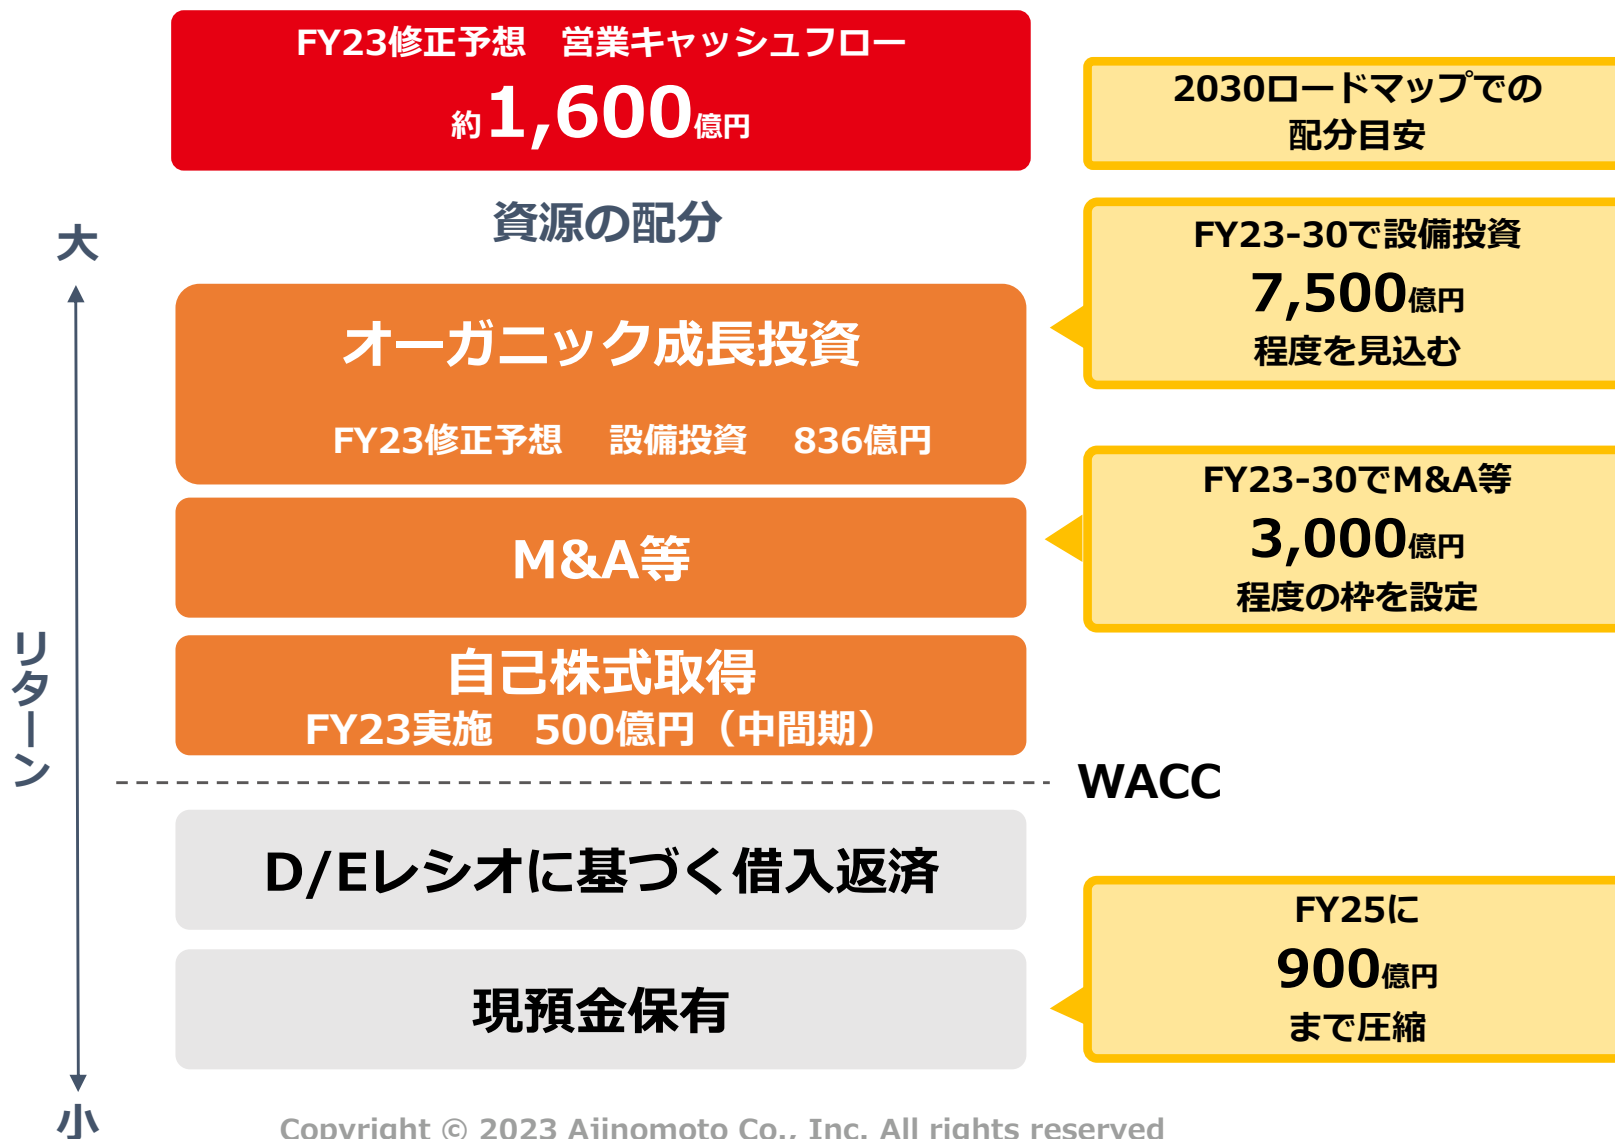 FY23修正予想　営業キャッシュフロー
約1,600億円
2030ロードマップでの
配分目安
資源の配分
大
リターン
小
オーガニック成長投資
FY23修正予想　設備投資　836億円
FY23-30で設備投資
7,500億円
程度を見込む
M&A等
FY23-30でM&A等
3,000億円
程度の枠を設定
自己株式取得
FY23実施　500億円（中間期）
WACC
D/Eレシオに基づく借入返済
現預金保有
FY25に
900億円
まで圧縮
Copyright © 2023 Ajinomoto Co., Inc. All rights reserved